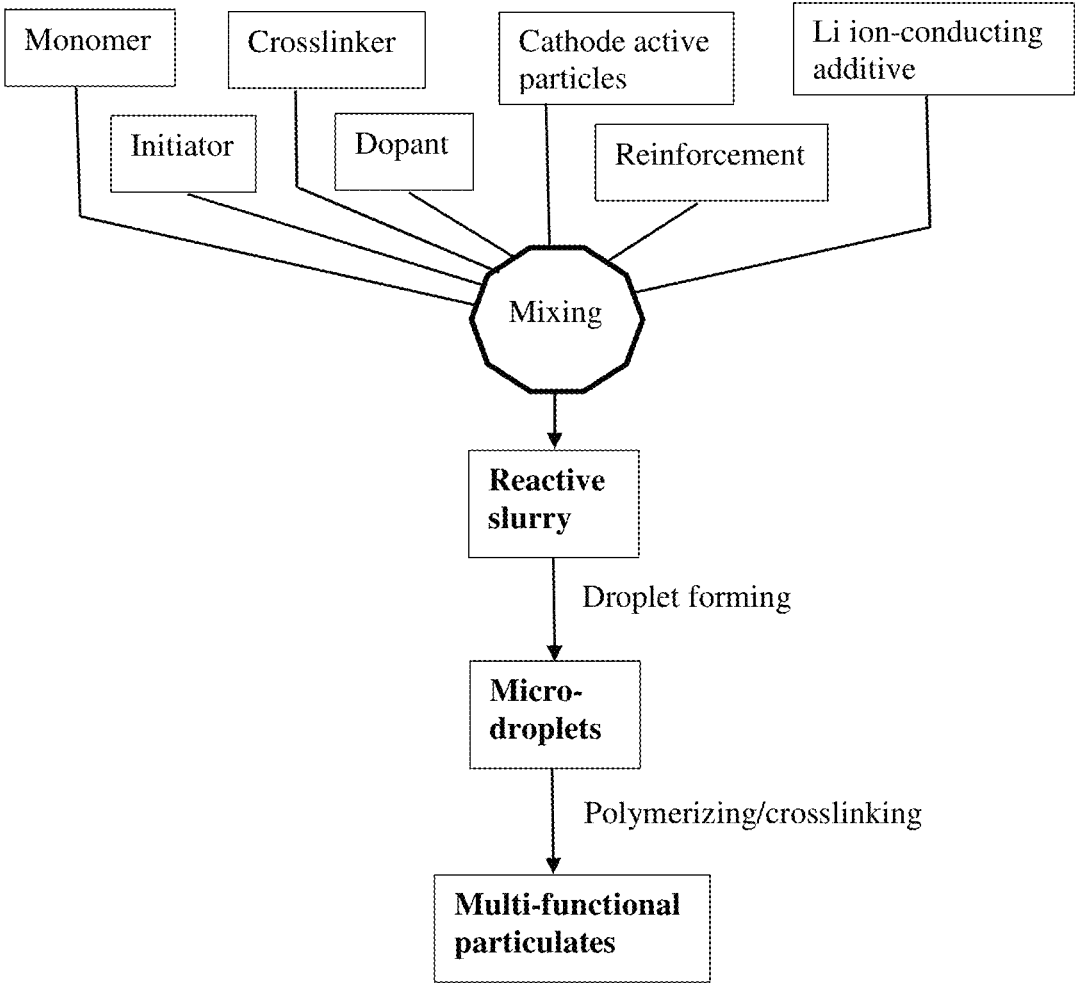 Monomer
Crosslinker
Cathode active
particles
Li ion-conducting
additive
Initiator
Dopant
Reinforcement
Mixing
Reactive
slurry
Droplet forming
Micro-
droplets
Polymerizing/crosslinking
Multi-functional
particulates